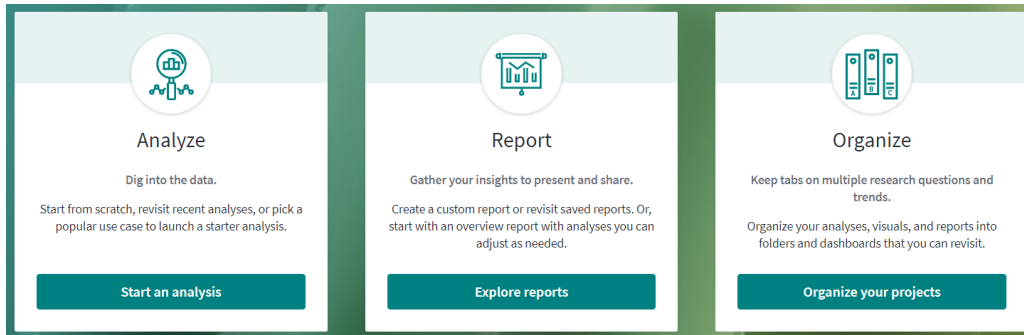 Analyze
Dig into the data.
Start from scratch, revisit recent analyses, or pick a
popular use case to launch a starter analysis.
Start an analysis
Report
Gather your insights to present and share.
Create a custom report or revisit saved reports. Or,
start with an overview report with analyses you can
adjust as needed.
Explore reports
A
B
C
Organize
Keep tabs on multiple research questions and
trends.
Organize your analyses, visuals, and reports into
folders and dashboards that you can revisit.
Organize your projects